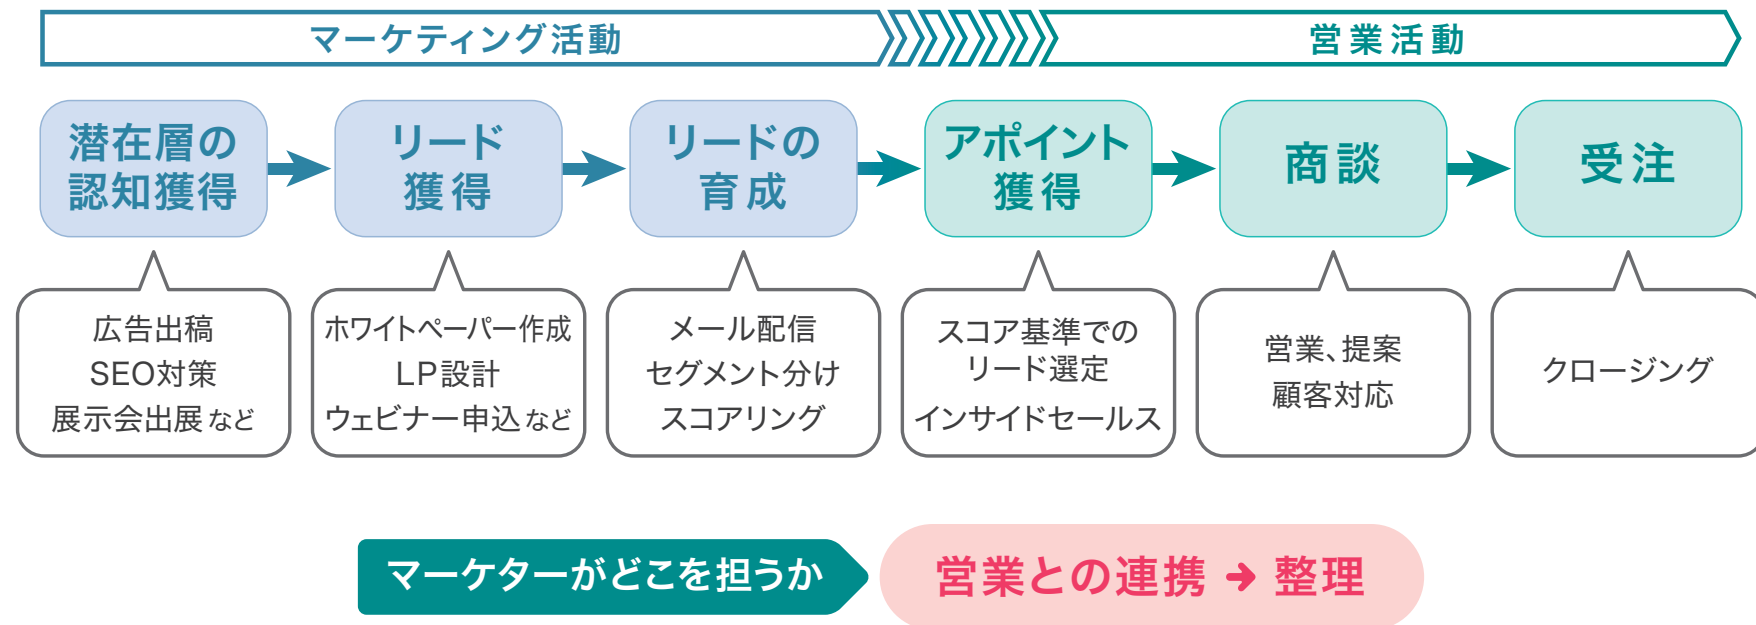 マーケティング活動
営業活動
潜在層の
認知獲得
リード
獲得
リードの
育成
アポイント
獲得
商談
受注
広告出稿
SEO対策
展示会出展 など
ホワイトペーパー作成
LP設計
ウェビナー申込 など
メール配信
セグメント分け
スコアリング
スコア基準での
リード選定
インサイドセールス
営業、提案
顧客対応
クロージング
マーケターがどこを担うか
営業との連携 → 整理